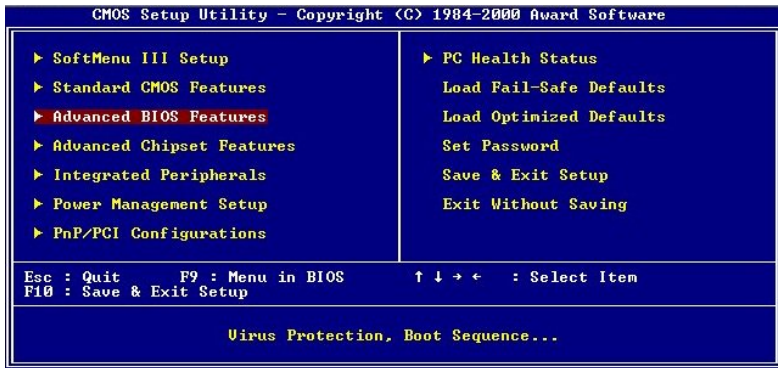 CMOS Setup Utility - Copyright (C) 1984-2000 Award Software
▶ SoftMenu III Setup
▶ Standard CMOS Features
▶ Advanced BIOS Features
▶ Advanced Chipset Features
▶ Integrated Peripherals
▶ Power Management Setup
▶ PnP/PCI Configurations
▶ PC Health Status
Load Fail-Safe Defaults
Load Optimized Defaults
Set Password
Save & Exit Setup
Exit Without Saving
Esc : Quit F9 : Menu in BIOS ↑ ↓ → ← : Select Item
F10 : Save & Exit Setup
Virus Protection, Boot Sequence...